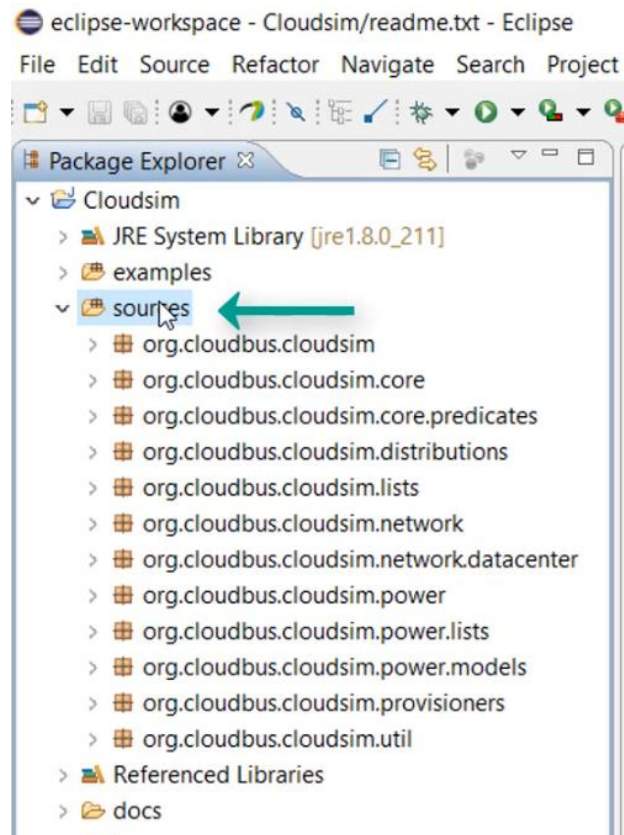 eclipse-workspace - Cloudsim/readme.txt - Eclipse
File Edit Source Refactor Navigate Search Project
Package Explorer
Cloudsim
JRE System Library [jre1.8.0_211]
examples
sources
org.cloudbus.cloudsim
org.cloudbus.cloudsim.core
org.cloudbus.cloudsim.core.predicates
org.cloudbus.cloudsim.distributions
org.cloudbus.cloudsim.lists
org.cloudbus.cloudsim.network
org.cloudbus.cloudsim.network.datacenter
org.cloudbus.cloudsim.power
org.cloudbus.cloudsim.power.lists
org.cloudbus.cloudsim.power.models
org.cloudbus.cloudsim.provisioners
org.cloudbus.cloudsim.util
Referenced Libraries
docs